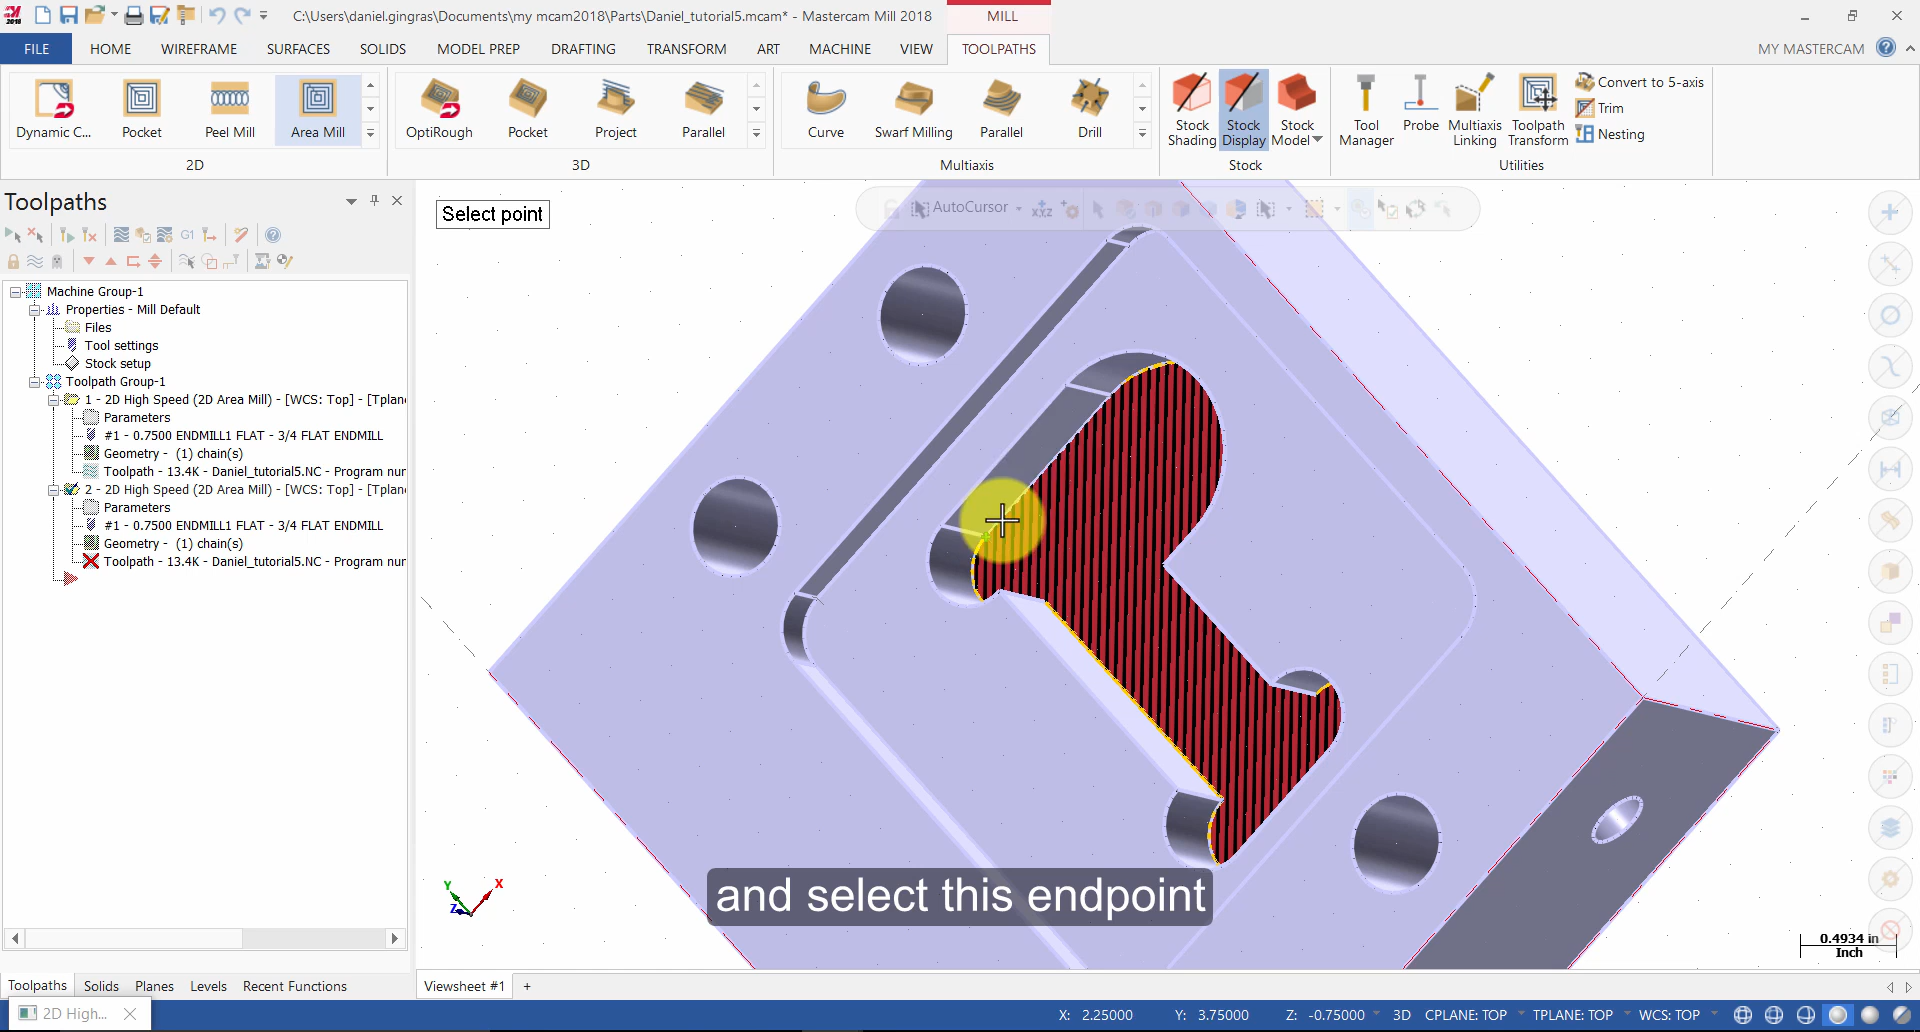 C:\Users\daniel.gingras\Documents\my mcam2018\Parts\Daniel_tutorial5.mcam* - Mastercam Mill 2018
MILL
FILE
HOME
WIREFRAME
SURFACES
SOLIDS
MODEL PREP
DRAFTING
TRANSFORM
ART
MACHINE
VIEW
TOOLPATHS
MY MASTERCAM
Dynamic C...
Pocket
Peel Mill
Area Mill
OptiRough
Pocket
Project
Parallel
Curve
Swarf Milling
Parallel
Drill
Stock Shading
Stock Display
Stock Model
Tool Manager
Probe
Multiaxis Linking
Toolpath Transform
Convert to 5-axis
Trim
Nesting
2D
3D
Multiaxis
Stock
Utilities
Toolpaths
Select point
AutoCursor
G1
Machine Group-1
Properties - Mill Default
Files
Tool settings
Stock setup
Toolpath Group-1
1 - 2D High Speed (2D Area Mill) - [WCS: Top] - [Tplane
Parameters
#1 - 0.7500 ENDMILL1 FLAT - 3/4 FLAT ENDMILL
Geometry - (1) chain(s)
Toolpath - 13.4K - Daniel_tutorial5.NC - Program nur
2 - 2D High Speed (2D Area Mill) - [WCS: Top] - [Tplane
Parameters
#1 - 0.7500 ENDMILL1 FLAT - 3/4 FLAT ENDMILL
Geometry - (1) chain(s)
Toolpath - 13.4K - Daniel_tutorial5.NC - Program nur
Y X
Z
and select this endpoint
0.4934 in
Inch
Toolpaths
Solids
Planes
Levels
Recent Functions
Viewsheet #1
+
2D High...
X: 2.25000
Y: 3.75000
Z: -0.75000
3D
CPLANE: TOP
TPLANE: TOP
WCS: TOP